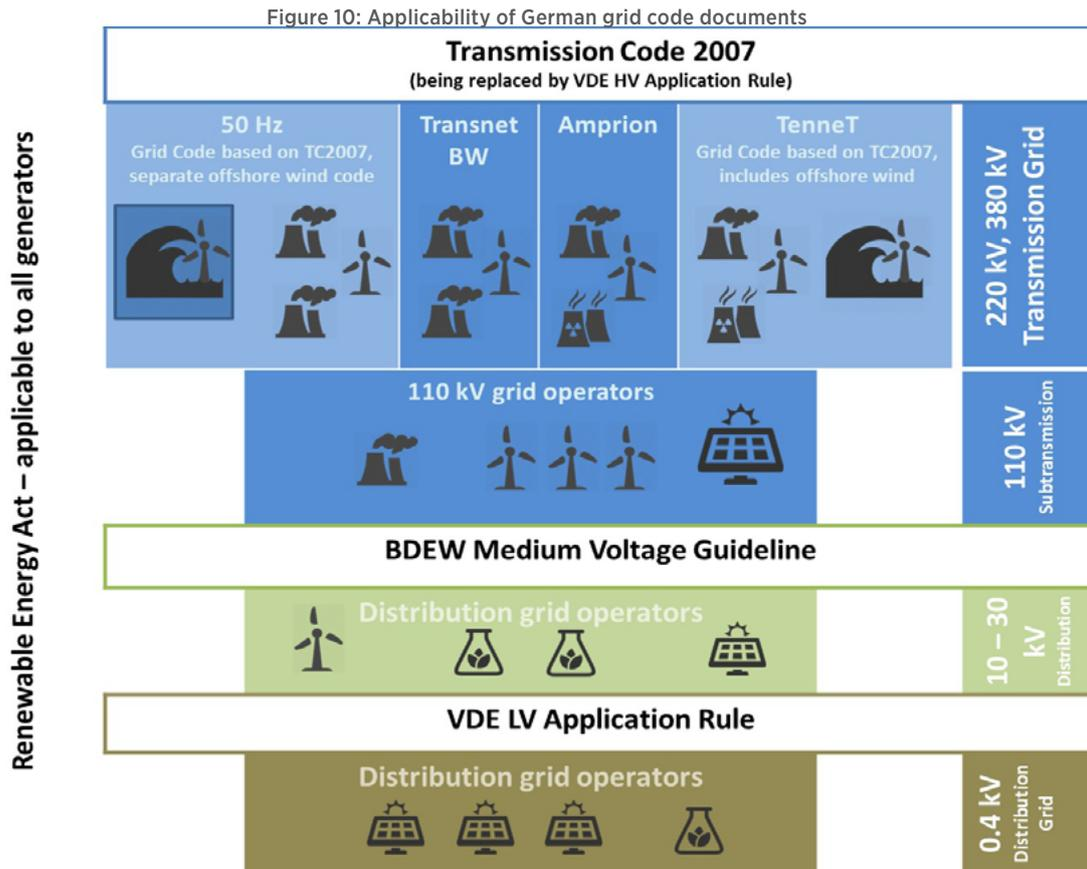 Figure 10: Applicability of German grid code documents
Transmission Code 2007
(being replaced by VDE HV Application Rule)
Renewable Energy Act – applicable to all generators
50 Hz
Grid Code based on TC2007,
separate offshore wind code
Transnet
BW
Amprion
TenneT
Grid Code based on TC2007,
includes offshore wind
220 kV, 380 kV
Transmission Grid
110 kV grid operators
110 kV
Subtransmission
BDEW Medium Voltage Guideline
Distribution grid operators
10 – 30
kV
Distribution
VDE LV Application Rule
Distribution grid operators
0.4 kV
Distribution
Grid